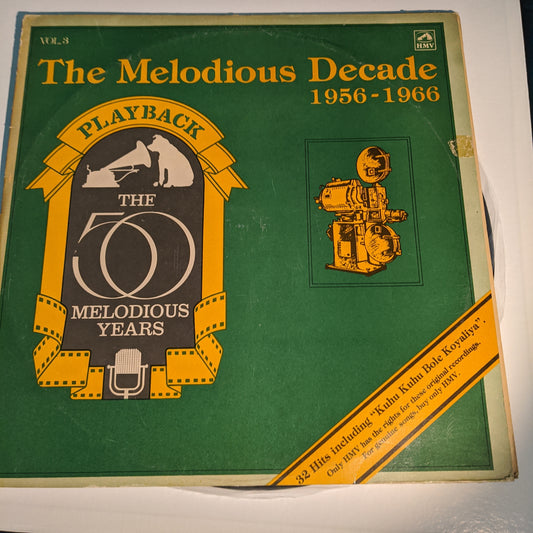 VOL. 3
HMV
The Melodious Decade
1956-1966
PLAYBACK
THE
50
MELODIOUS
YEARS
32 Hits including "Kuhu Kuhu Bole Koyaliya".
Only HMV has the rights for these original recordings.
For genuine songs, buy only HMV.